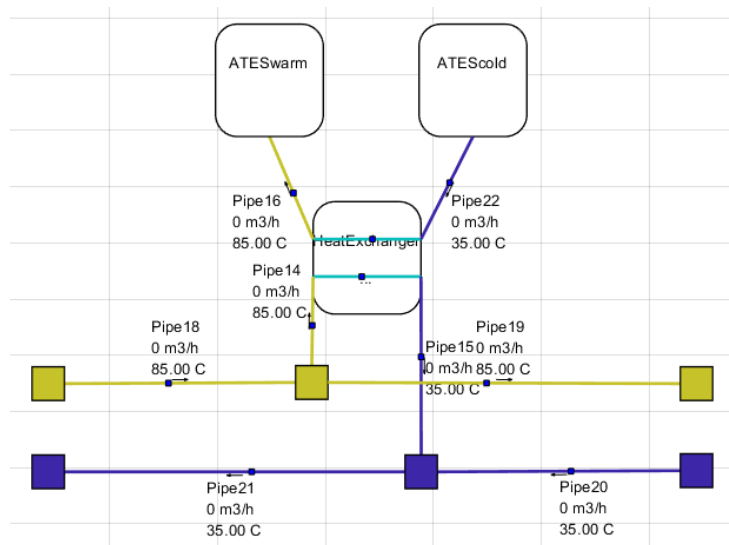 ATESwarm
ATEScold
Pipe16
0 m3/h
85.00 C
Pipe22
0 m3/h
35.00 C
HeatExchanger
...
Pipe14
0 m3/h
85.00 C
Pipe18
0 m3/h
85.00 C
Pipe15
0 m3/h
35.00 C
Pipe19
0 m3/h
85.00 C
Pipe21
0 m3/h
35.00 C
Pipe20
0 m3/h
35.00 C